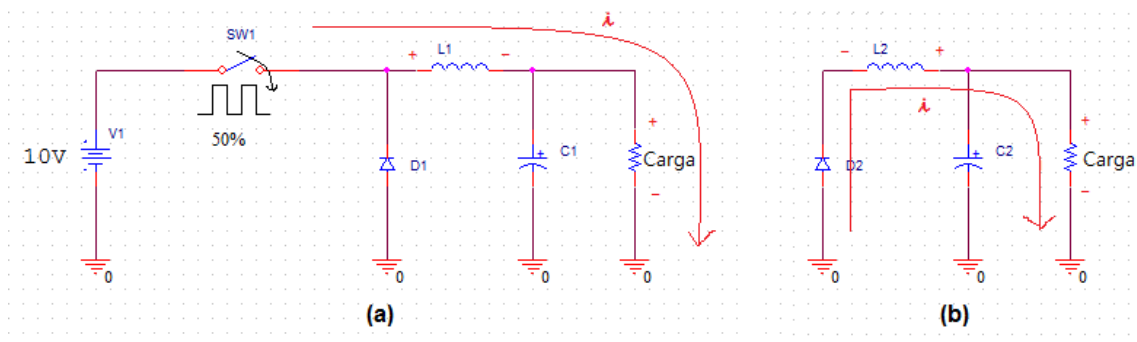 i
SW1
+ L1 -
50%
10V
V1
D1
C1
+
Carga
-
0 0 0 0
(a)
- L2 +
i
D2
C2
+
Carga
-
0 0 0
(b)